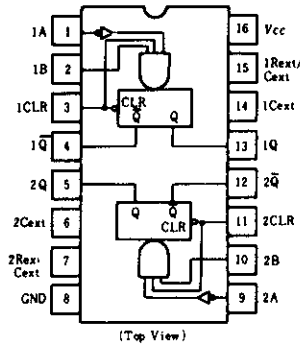 1A 1
1B 2
1CLR 3
1Q̅ 4
2Q 5
2Cext 6
2Rext/
Cext 7
GND 8
16 Vcc
15 1Rext/
Cext
14 1Cext
13 1Q
12 2Q̅
11 2CLR
10 2B
9 2A
CLR
Q̅ Q
Q Q̅
CLR
(Top View)